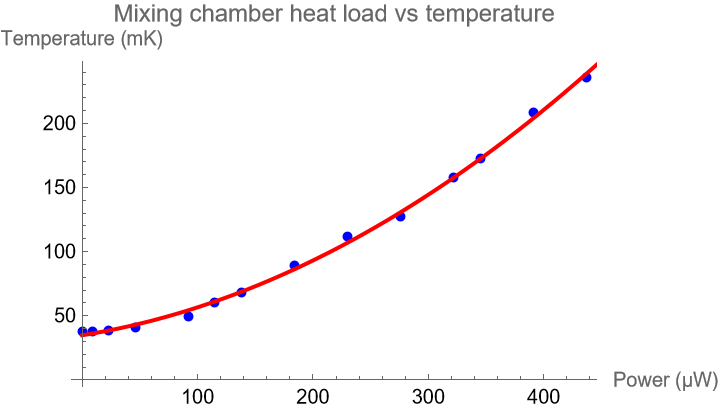 Mixing chamber heat load vs temperature
Temperature (mK)
200
150
100
50
Power (μW)
100 200 300 400